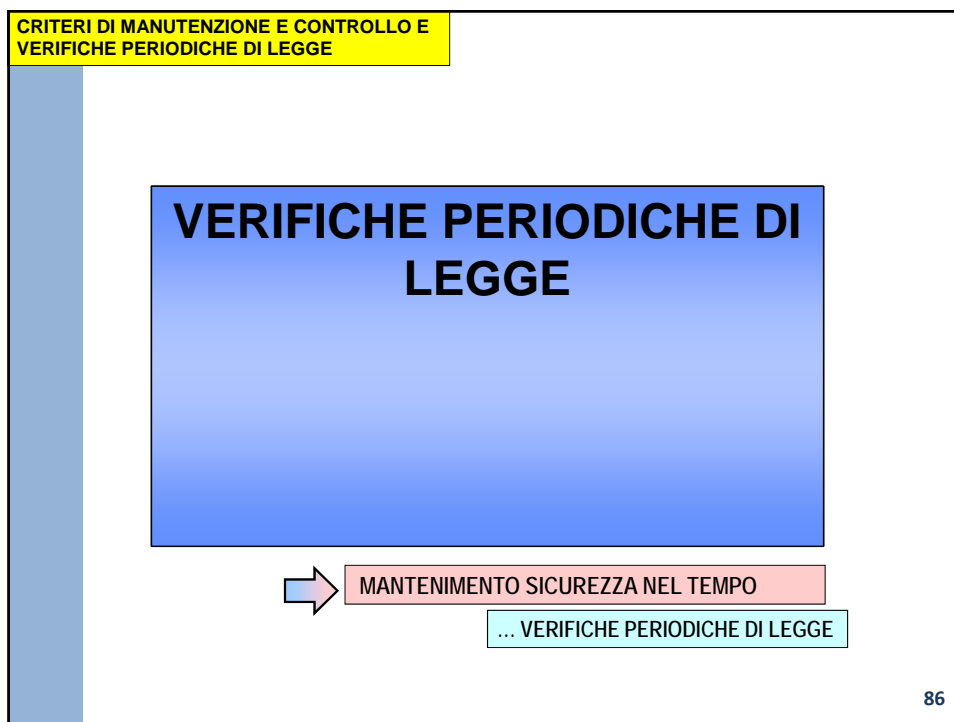 CRITERI DI MANUTENZIONE E CONTROLLO E
VERIFICHE PERIODICHE DI LEGGE
VERIFICHE PERIODICHE DI
LEGGE
MANTENIMENTO SICUREZZA NEL TEMPO
... VERIFICHE PERIODICHE DI LEGGE
86